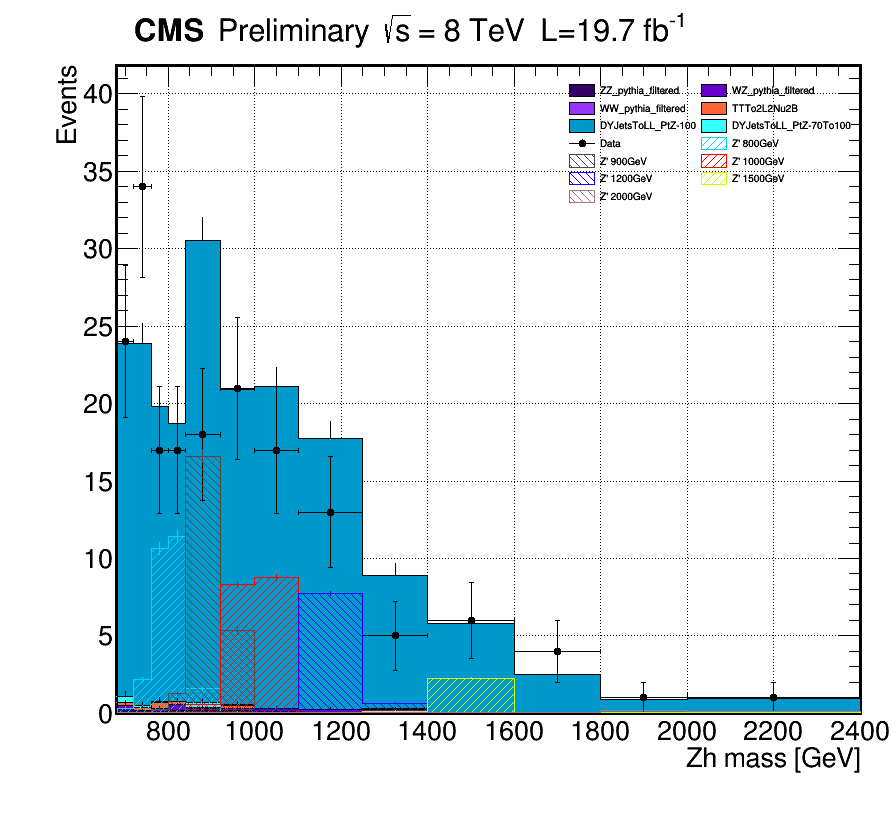 CMS Preliminary √s = 8 TeV L=19.7 fb-1
Events
40
35
30
25
20
15
10
5
0
ZZ_pythia_filtered WZ_pythia_filtered
WW_pythia_filtered TTTo2L2Nu2B
DYJetsToLL_PtZ-100 DYJetsToLL_PtZ-70To100
Data Z' 800GeV
Z' 900GeV Z' 1000GeV
Z' 1200GeV Z' 1500GeV
Z' 2000GeV
800 1000 1200 1400 1600 1800 2000 2200 2400
Zh mass [GeV]